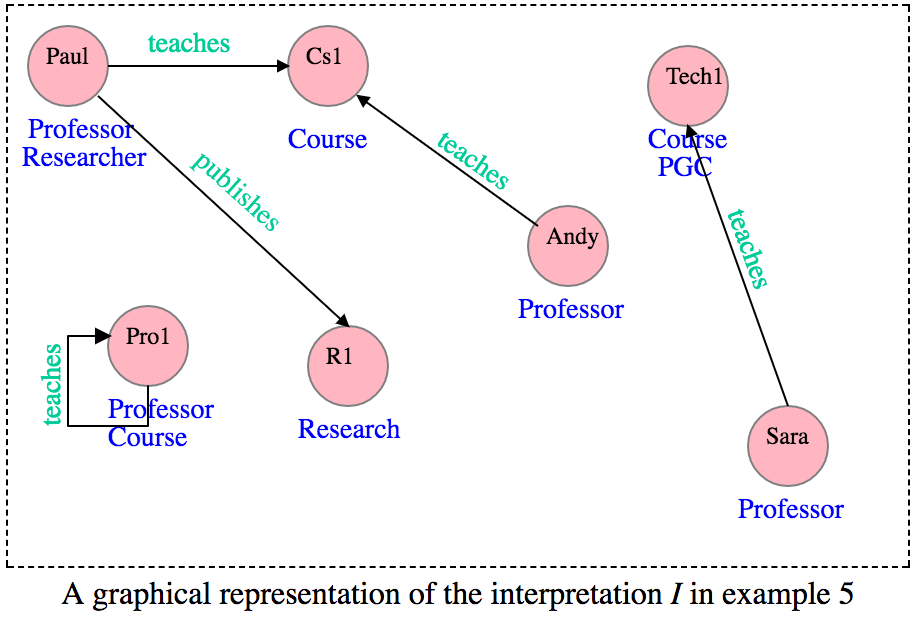 Paul
teaches
Cs1
Tech1
Professor
Researcher
Course
Course
PGC
publishes
teaches
Andy
Professor
teaches
Pro1
teaches
Professor
Course
R1
Research
Sara
Professor
A graphical representation of the interpretation I in example 5